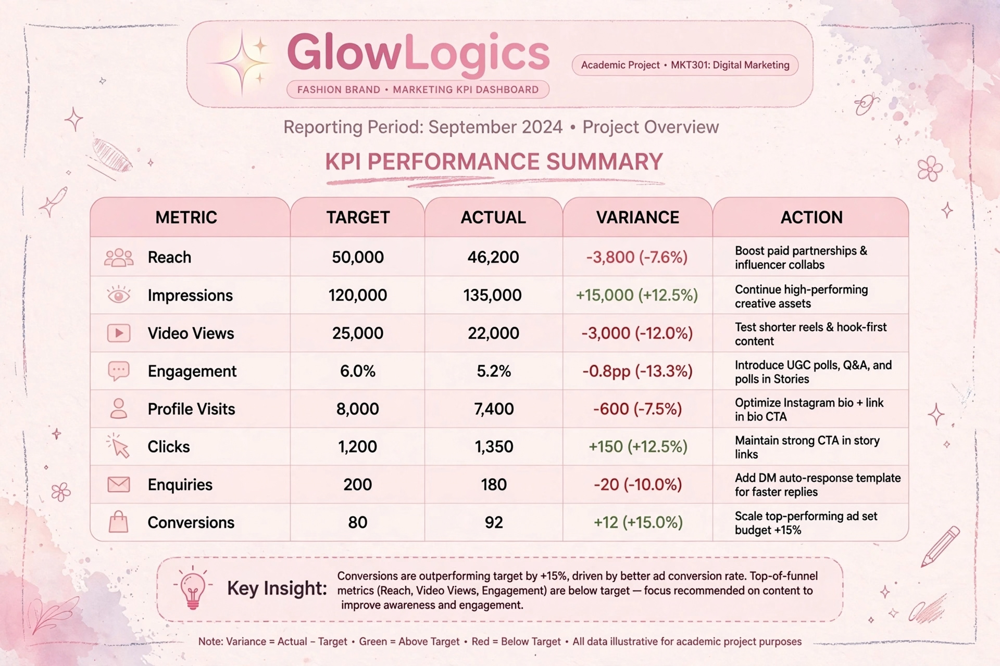 GlowLogics
FASHION BRAND • MARKETING KPI DASHBOARD
Academic Project • MKT301: Digital Marketing
Reporting Period: September 2024 • Project Overview
KPI PERFORMANCE SUMMARY
METRIC TARGET ACTUAL VARIANCE ACTION
Reach 50,000 46,200 -3,800 (-7.6%) Boost paid partnerships &
influencer collabs
Impressions 120,000 135,000 +15,000 (+12.5%) Continue high-performing
creative assets
Video Views 25,000 22,000 -3,000 (-12.0%) Test shorter reels & hook-first
content
Engagement 6.0% 5.2% -0.8pp (-13.3%) Introduce UGC polls, Q&A, and
polls in Stories
Profile Visits 8,000 7,400 -600 (-7.5%) Optimize Instagram bio + link
in bio CTA
Clicks 1,200 1,350 +150 (+12.5%) Maintain strong CTA in story
links
Enquiries 200 180 -20 (-10.0%) Add DM auto-response template
for faster replies
Conversions 80 92 +12 (+15.0%) Scale top-performing ad set
budget +15%
Key Insight: Conversions are outperforming target by +15%, driven by better ad conversion rate. Top-of-funnel
metrics (Reach, Video Views, Engagement) are below target — focus recommended on content to
improve awareness and engagement.
Note: Variance = Actual – Target • Green = Above Target • Red = Below Target • All data illustrative for academic project purposes